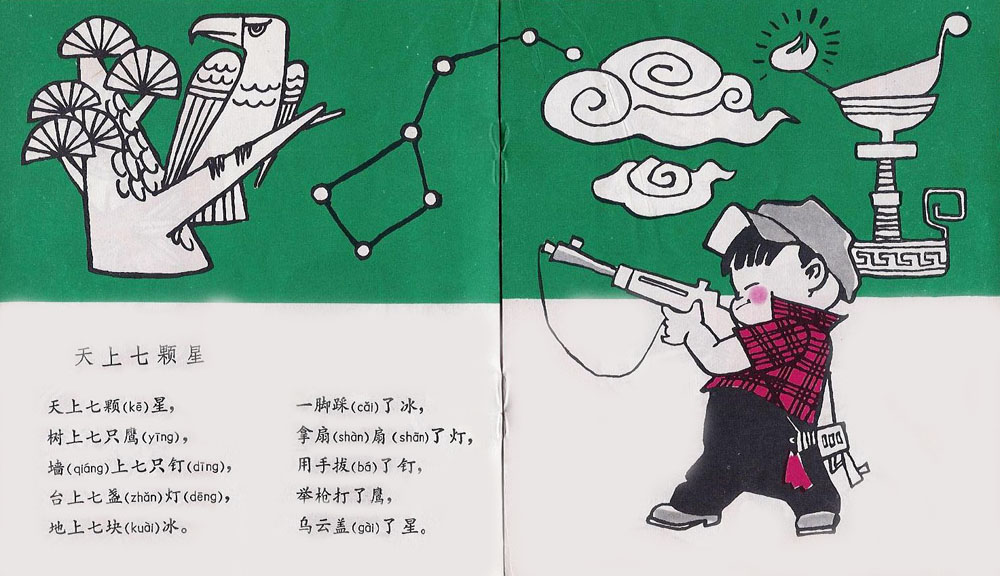 天上七颗星
天上七颗(kē)星，
树上七只鹰(yīng)，
墙(qiáng)上七只钉(dīng)，
台上七盏(zhǎn)灯(dēng)，
地上七块(kuài)冰。
一脚踩(cǎi)了冰，
拿扇(shàn)扇(shān)了灯，
用手拔(bá)了钉，
举枪打了鹰，
乌云盖(gài)了星。